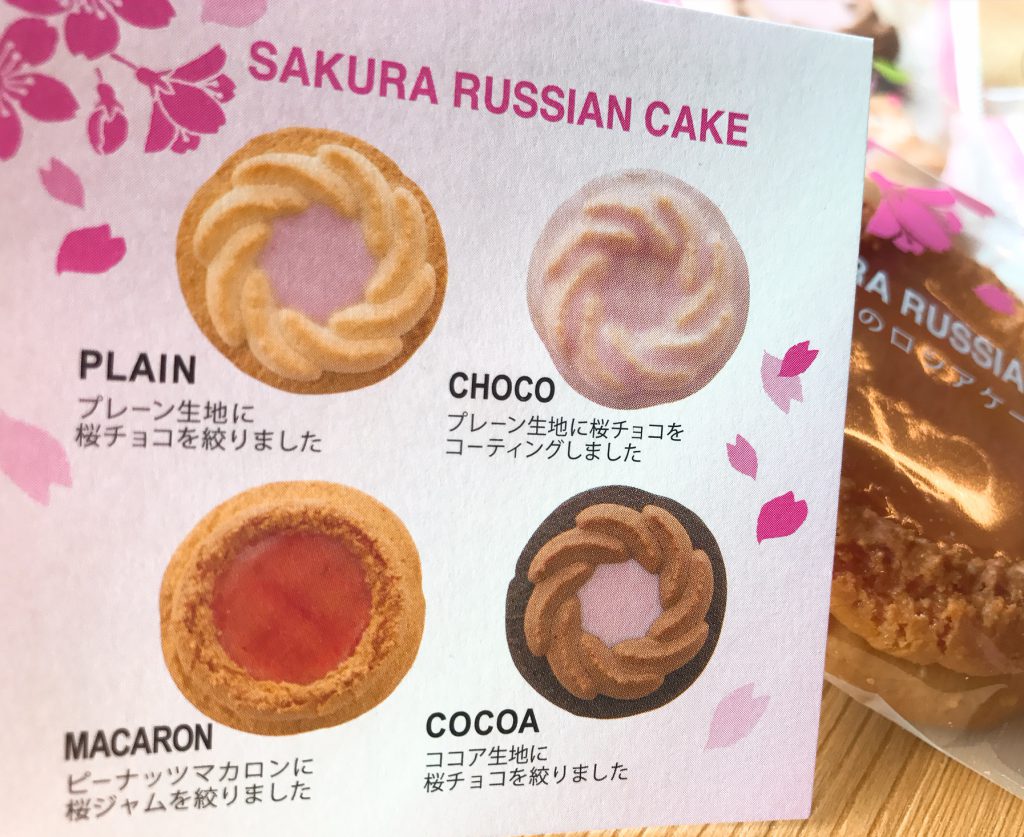 SAKURA RUSSIAN CAKE
PLAIN
プレーン生地に
桜チョコを絞りました
CHOCO
プレーン生地に桜チョコを
コーティングしました
MACARON
ピーナッツマカロンに
桜ジャムを絞りました
COCOA
ココア生地に
桜チョコを絞りました
RA RUSSIAN
のロシアケー